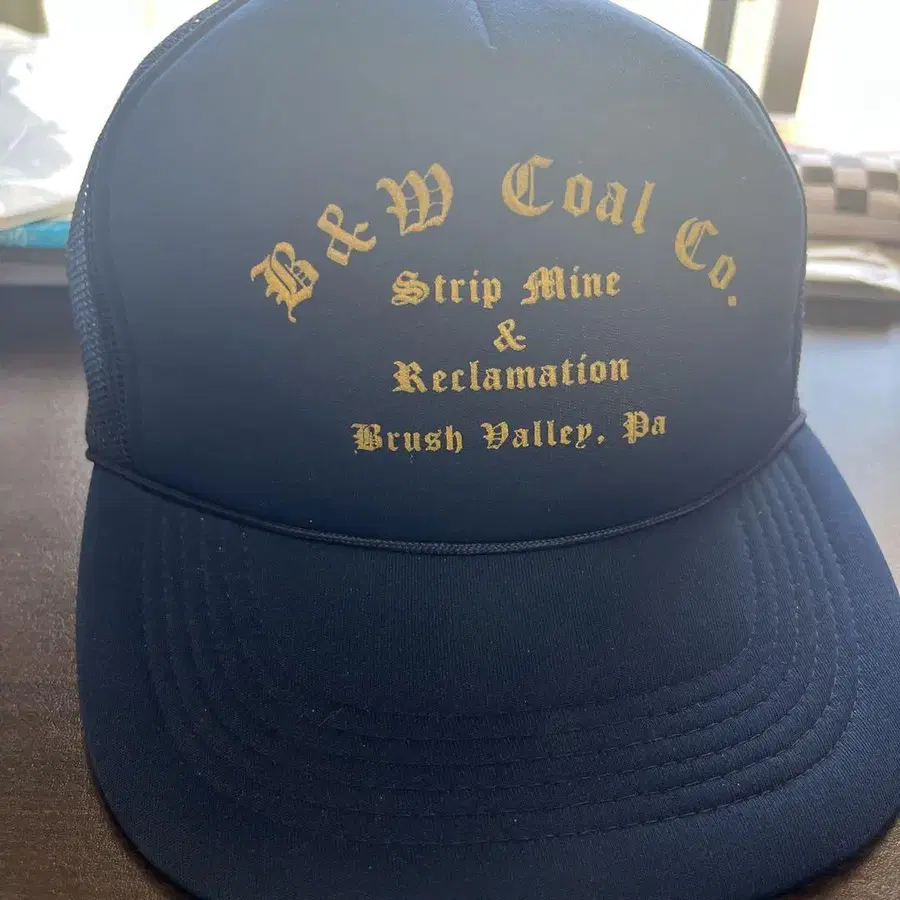 B&W Coal Co.
Strip Mine
&
Reclamation
Brush Valley, Pa